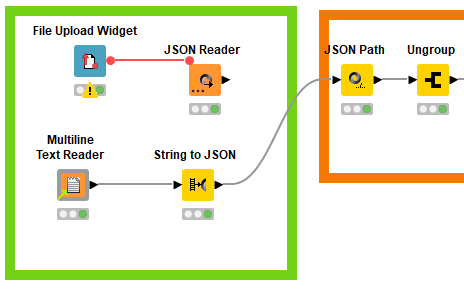 File Upload Widget
JSON Reader
JSON Path
Ungroup
Multiline
Text Reader
String to JSON